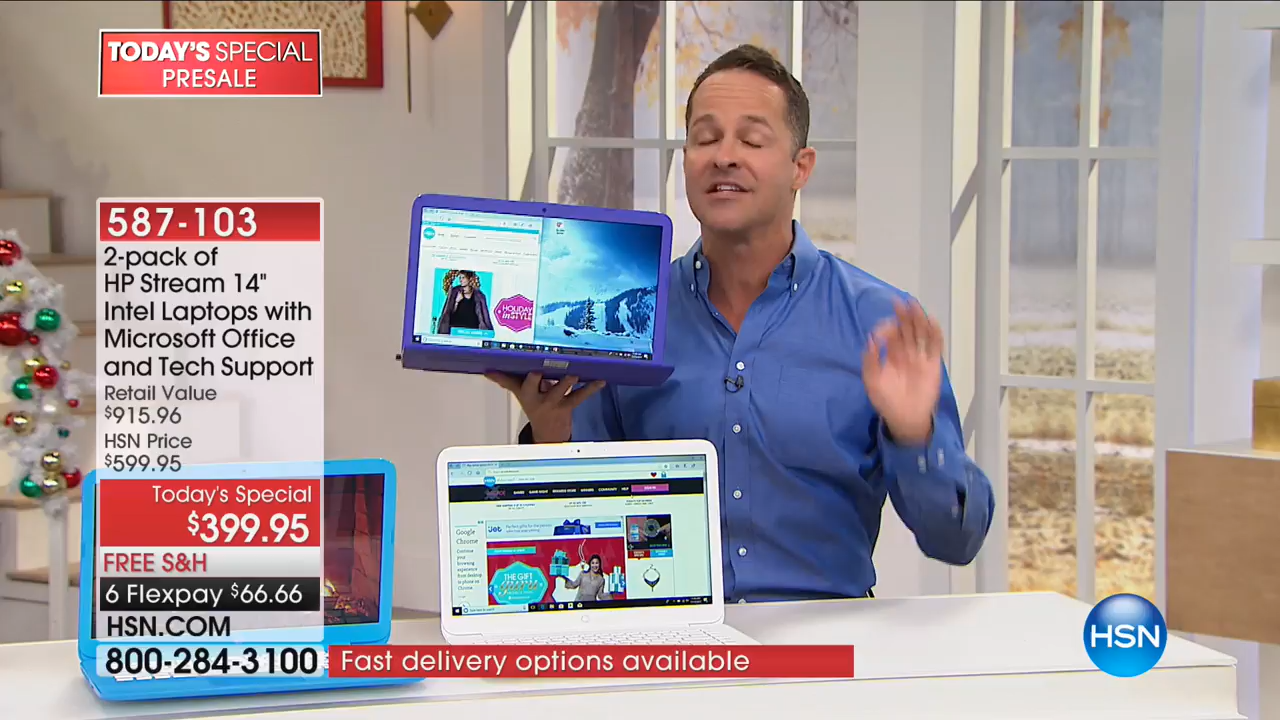 TODAY'S SPECIAL
PRESALE
587-103
2-pack of
HP Stream 14"
Intel Laptops with
Microsoft Office
and Tech Support
Retail Value
$915.96
HSN Price
$599.95
Today's Special
$399.95
FREE S&H
6 Flexpay $66.66
HSN.COM
800-284-3100
Fast delivery options available
HSN
HOLIDAY
in STYLE
Google
Chrome
Jet
THE GIFT